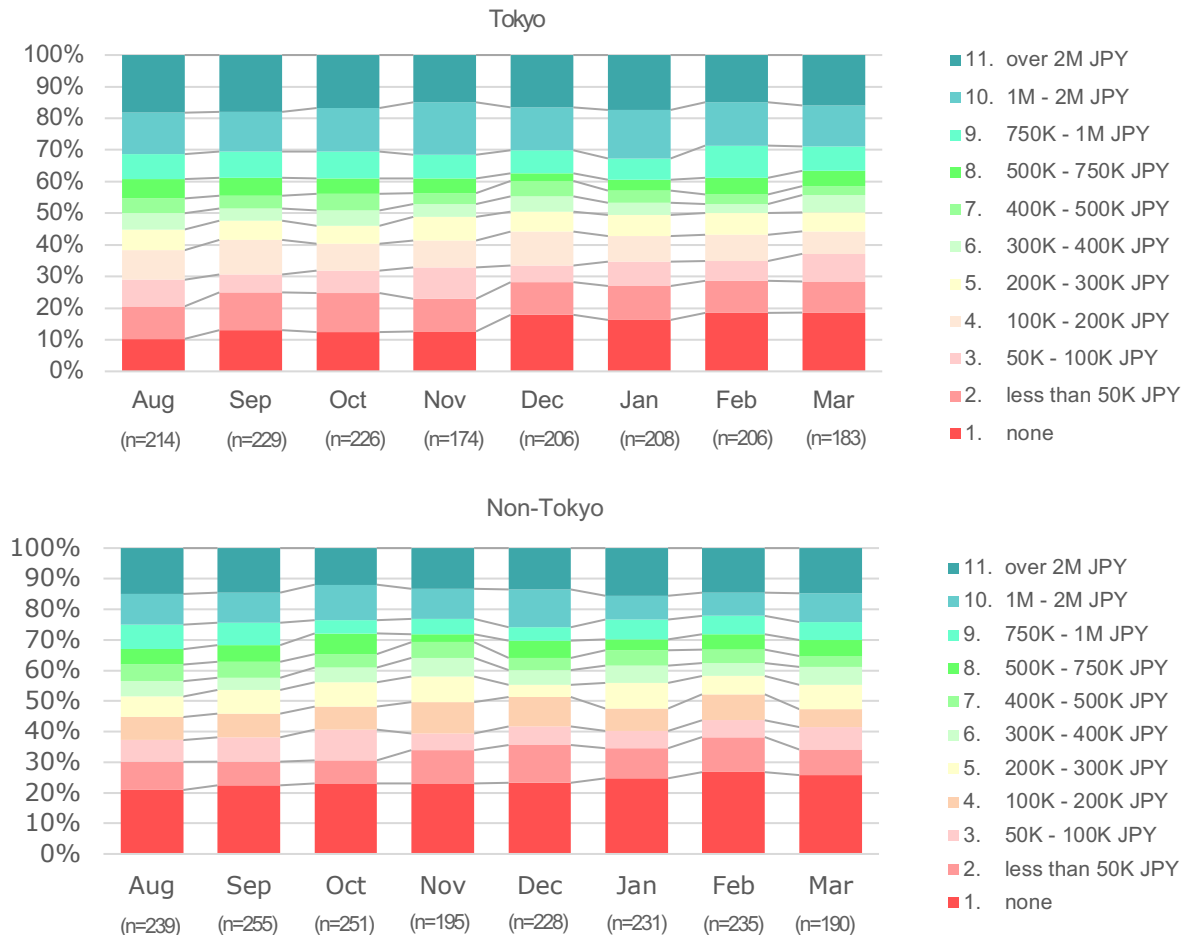 Tokyo
100%
90%
80%
70%
60%
50%
40%
30%
20%
10%
0%
Aug Sep Oct Nov Dec Jan Feb Mar
(n=214) (n=229) (n=226) (n=174) (n=206) (n=208) (n=206) (n=183)
11. over 2M JPY
10. 1M - 2M JPY
9. 750K - 1M JPY
8. 500K - 750K JPY
7. 400K - 500K JPY
6. 300K - 400K JPY
5. 200K - 300K JPY
4. 100K - 200K JPY
3. 50K - 100K JPY
2. less than 50K JPY
1. none
Non-Tokyo
100%
90%
80%
70%
60%
50%
40%
30%
20%
10%
0%
Aug Sep Oct Nov Dec Jan Feb Mar
(n=239) (n=255) (n=251) (n=195) (n=228) (n=231) (n=235) (n=190)
11. over 2M JPY
10. 1M - 2M JPY
9. 750K - 1M JPY
8. 500K - 750K JPY
7. 400K - 500K JPY
6. 300K - 400K JPY
5. 200K - 300K JPY
4. 100K - 200K JPY
3. 50K - 100K JPY
2. less than 50K JPY
1. none